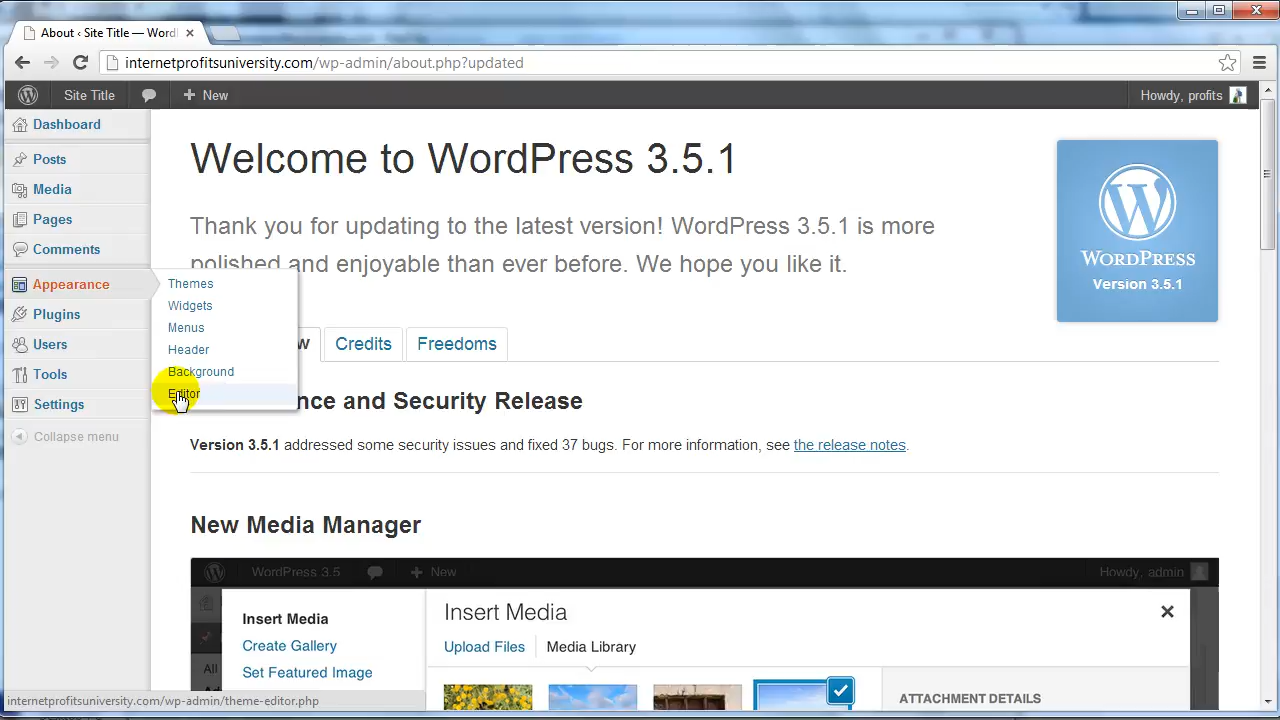 About ‹ Site Title — Word
internetprofitsuniversity.com/wp-admin/about.php?updated
Site Title
New
Howdy, profits
Dashboard
Posts
Media
Pages
Comments
Appearance
Plugins
Users
Tools
Settings
Collapse menu
Themes
Widgets
Menus
Header
Background
Editor
Welcome to WordPress 3.5.1
Thank you for updating to the latest version! WordPress 3.5.1 is more
polished and enjoyable than ever before. We hope you like it.
WORDPRESS
Version 3.5.1
w
Credits
Freedoms
nce and Security Release
Version 3.5.1 addressed some security issues and fixed 37 bugs. For more information, see the release notes.
New Media Manager
WordPress 3.5
New
Howdy, admin
Insert Media
Create Gallery
Set Featured Image
All
Insert Media
Upload Files
Media Library
ATTACHMENT DETAILS
internetprofitsuniversity.com/wp-admin/theme-editor.php